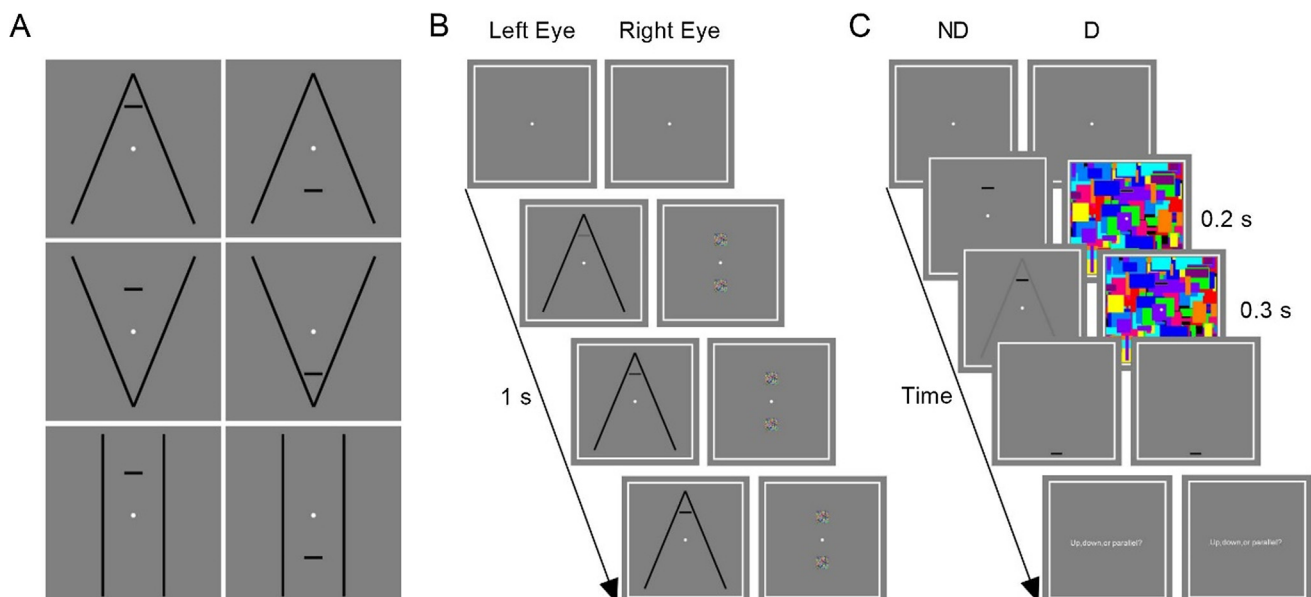 A
B
Left Eye Right Eye
1 s
C
ND D
0.2 s
0.3 s
Time
Up,down,or parallel? Up,down,or parallel?